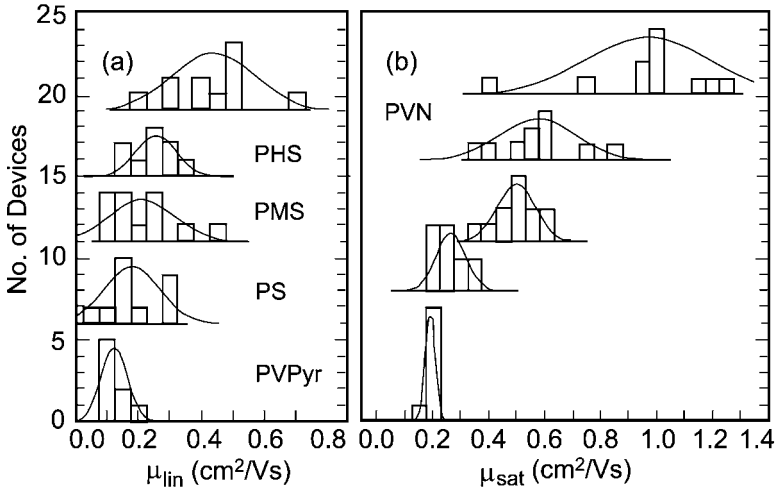 25
20
15
10
5
0
No. of Devices
(a)
PHS
PMS
PS
PVPyr
0.0 0.2 0.4 0.6 0.8
μlin (cm2/Vs)
(b)
PVN
0.0 0.2 0.4 0.6 0.8 1.0 1.2 1.4
μsat (cm2/Vs)